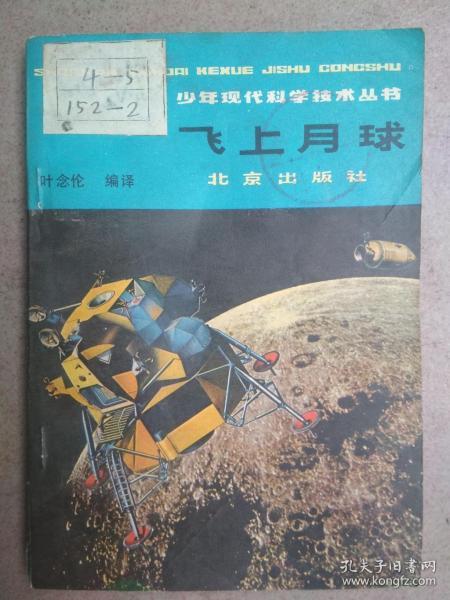 XIANDAI KEXUE JISHU CONGSHU
4-5
152-2
少年现代科学技术丛书
飞上月球
叶念伦 编译
北京出版社
孔夫子旧书网
www.kongfz.com